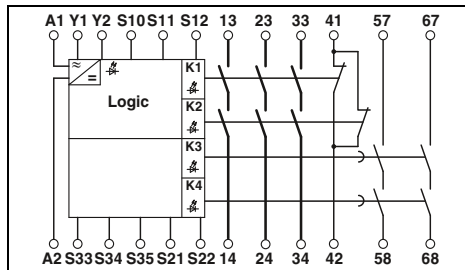 A1 Y1 Y2 S10 S11 S12 13 23 33 41 57 67
≈
=
K1
Logic
K2
K3
K4
A2 S33 S34 S35 S21 S22 14 24 34 42 58 68